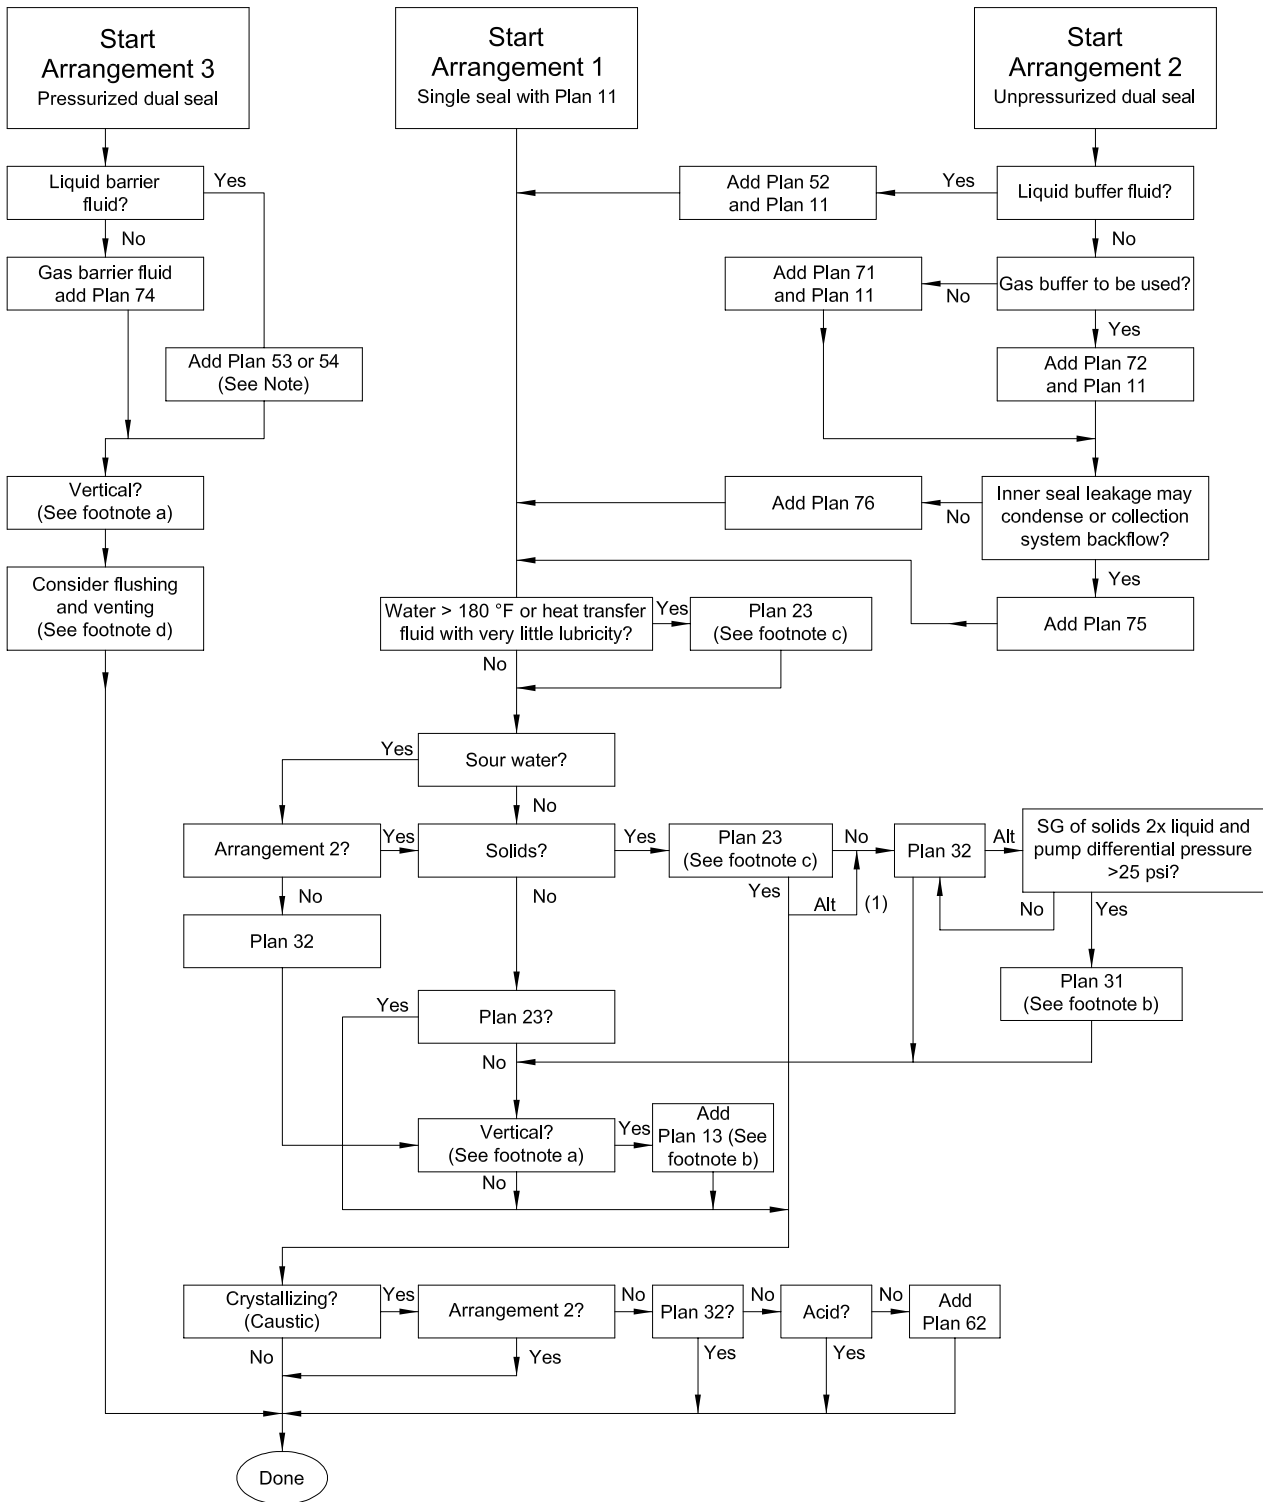 Start
Arrangement 3
Pressurized dual seal
Start
Arrangement 1
Single seal with Plan 11
Start
Arrangement 2
Unpressurized dual seal
Liquid barrier
fluid?
Yes
No
Gas barrier fluid
add Plan 74
Add Plan 53 or 54
(See Note)
Vertical?
(See footnote a)
Consider flushing
and venting
(See footnote d)
Add Plan 52
and Plan 11
Yes
Liquid buffer fluid?
No
Add Plan 71
and Plan 11
No
Gas buffer to be used?
Yes
Add Plan 72
and Plan 11
Add Plan 76
No
Inner seal leakage may
condense or collection
system backflow?
Yes
Add Plan 75
Water > 180 °F or heat transfer
fluid with very little lubricity?
Yes
Plan 23
(See footnote c)
No
Yes
Sour water?
No
Arrangement 2?
Yes
Solids?
Yes
Plan 23
(See footnote c)
No
Plan 32
Alt
SG of solids 2x liquid and
pump differential pressure
>25 psi?
No
No
Yes
Alt
(1)
No
Yes
Plan 32
Plan 31
(See footnote b)
Yes
Plan 23?
No
Vertical?
(See footnote a)
Yes
Add
Plan 13 (See
footnote b)
No
Crystallizing?
(Caustic)
Yes
Arrangement 2?
No
Plan 32?
No
Acid?
No
Add
Plan 62
No
Yes
Yes
Yes
Done